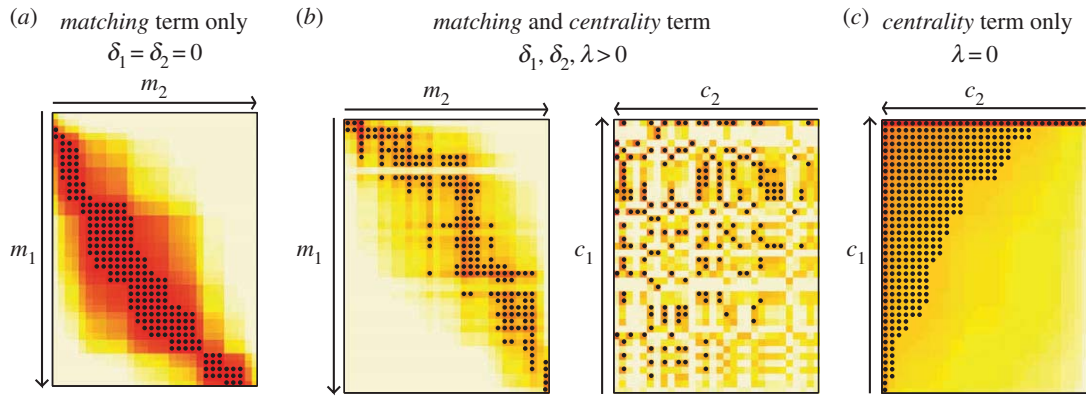 (a) matching term only
δ₁ = δ₂ = 0
m₂
m₁
(b) matching and centrality term
δ₁, δ₂, λ > 0
m₂
m₁
c₂
c₁
(c) centrality term only
λ = 0
c₂
c₁